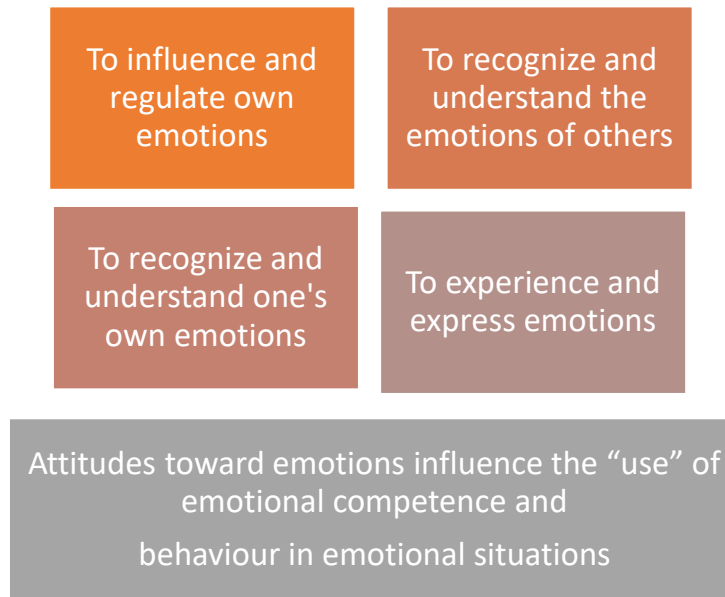 To influence and
regulate own
emotions
To recognize and
understand the
emotions of others
To recognize and
understand one's
own emotions
To experience and
express emotions
Attitudes toward emotions influence the “use” of
emotional competence and
behaviour in emotional situations